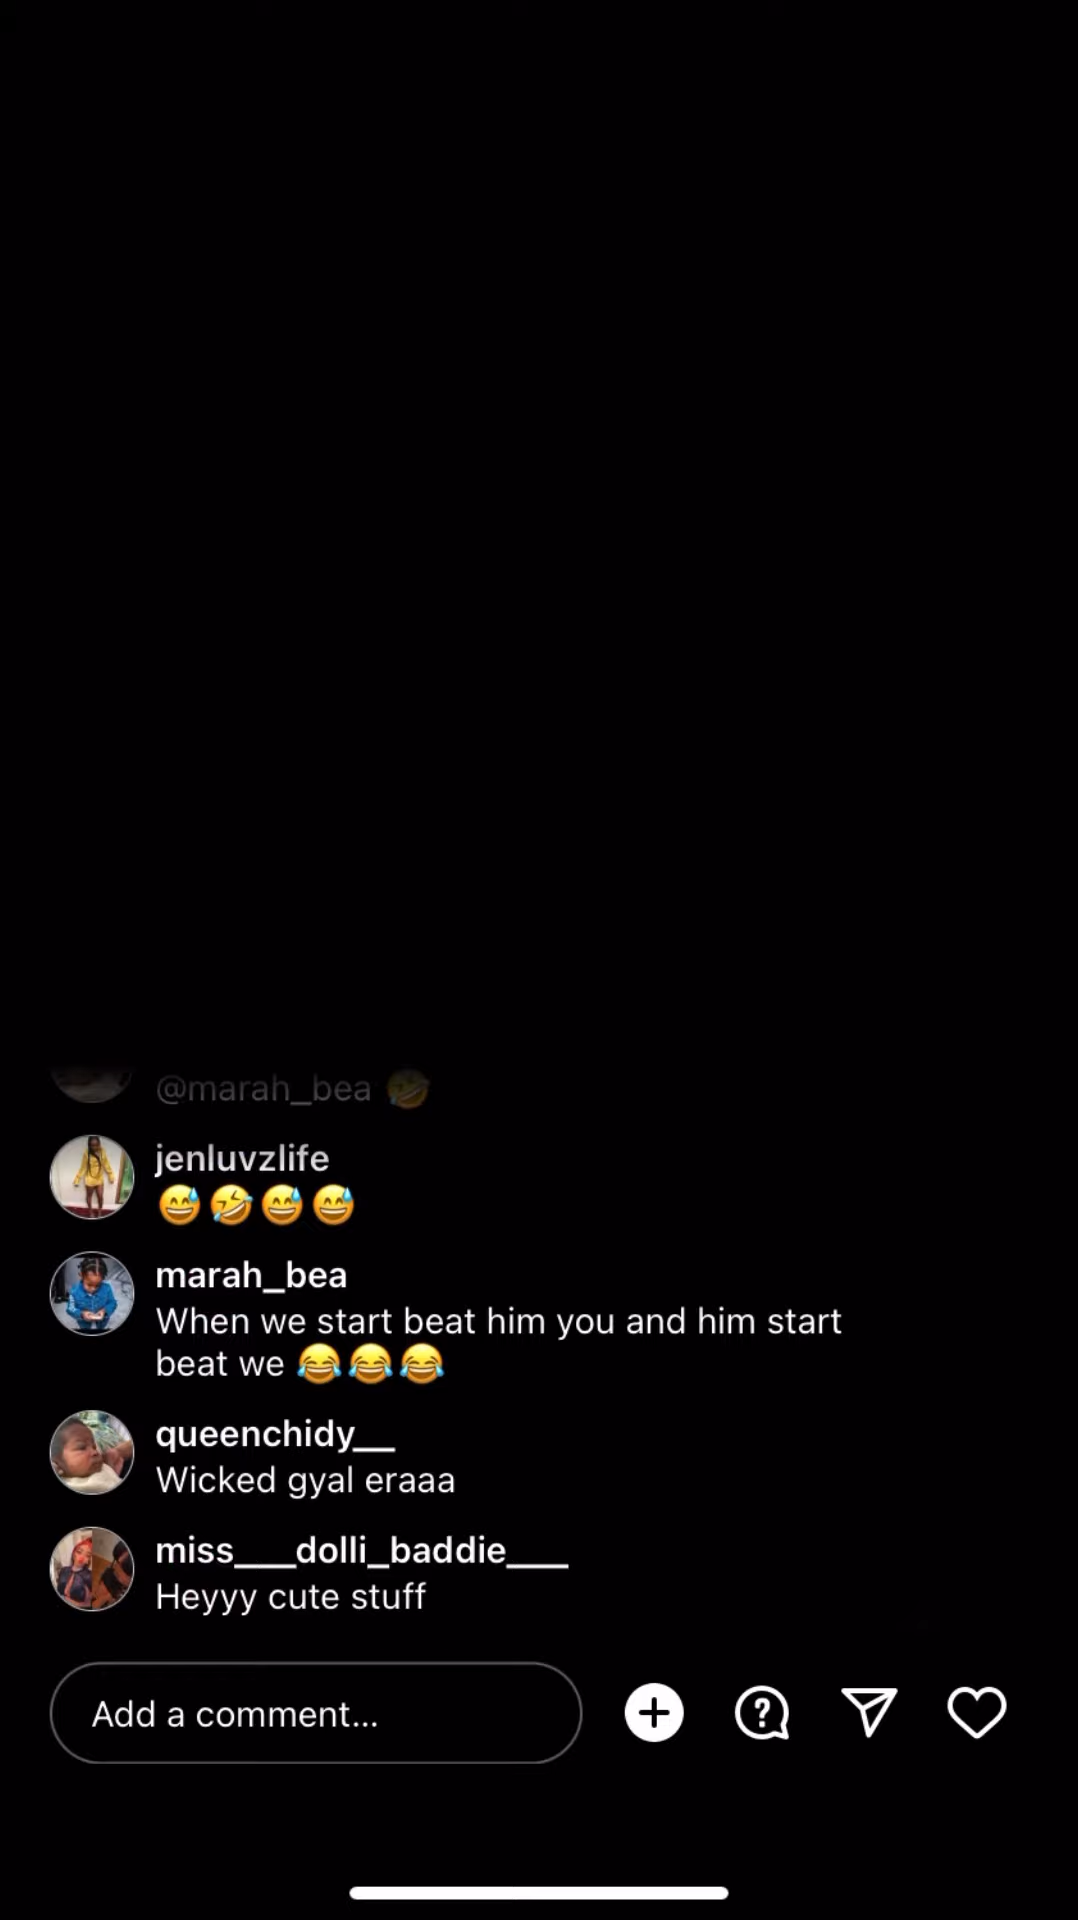 @marah_bea 🤣
jenluvzlife
😅🤣😅😅
marah_bea
When we start beat him you and him start
beat we 😂😂😂
queenchidy__
Wicked gyal eraaa
miss___dolli_baddie___
Heyyy cute stuff
Add a comment...